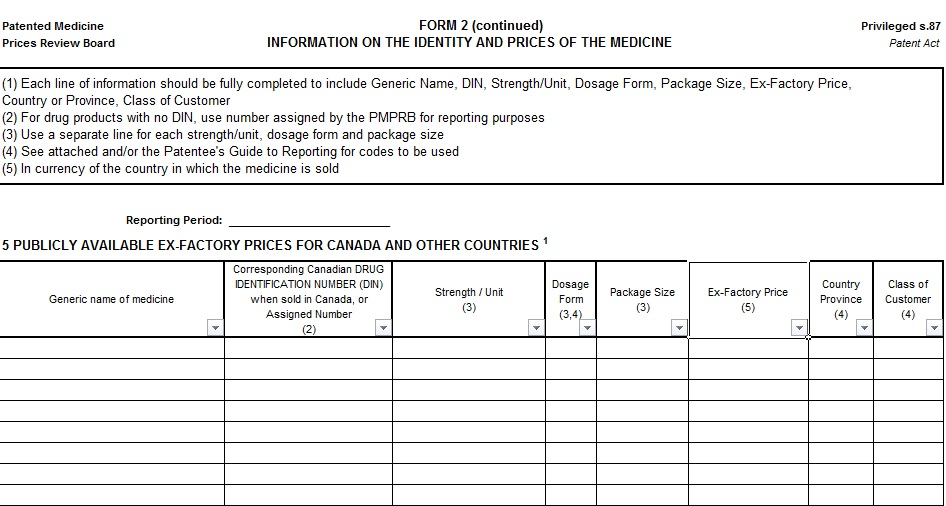 Patented Medicine
Prices Review Board
FORM 2 (continued)
INFORMATION ON THE IDENTITY AND PRICES OF THE MEDICINE
Privileged s.87
Patent Act
(1) Each line of information should be fully completed to include Generic Name, DIN, Strength/Unit, Dosage Form, Package Size, Ex-Factory Price,
Country or Province, Class of Customer
(2) For drug products with no DIN, use number assigned by the PMPRB for reporting purposes
(3) Use a separate line for each strength/unit, dosage form and package size
(4) See attached and/or the Patentee's Guide to Reporting for codes to be used
(5) In currency of the country in which the medicine is sold
Reporting Period:
5 PUBLICLY AVAILABLE EX-FACTORY PRICES FOR CANADA AND OTHER COUNTRIES 1
Generic name of medicine
Corresponding Canadian DRUG
IDENTIFICATION NUMBER (DIN)
when sold in Canada, or
Assigned Number
(2)
Strength / Unit
(3)
Dosage
Form
(3,4)
Package Size
(3)
Ex-Factory Price
(5)
Country
Province
(4)
Class of
Customer
(4)